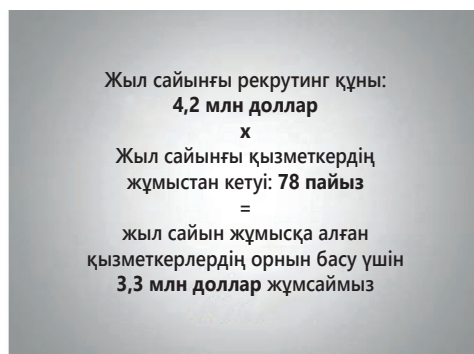 Жыл сайынғы рекрутинг құны:
4,2 млн доллар
x
Жыл сайынғы қызметкердің
жұмыстан кетуі: 78 пайыз
=
жыл сайын жұмысқа алған
қызметкерлердің орнын басу үшін
3,3 млн доллар жұмсаймыз